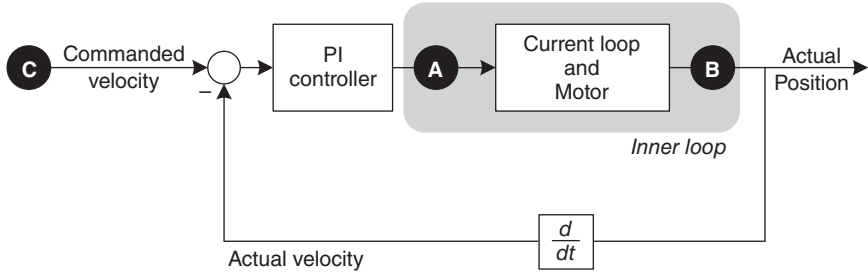 C
Commanded
velocity
–
PI
controller
A
Current loop
and
Motor
B
Actual
Position
Inner loop
d
dt
Actual velocity